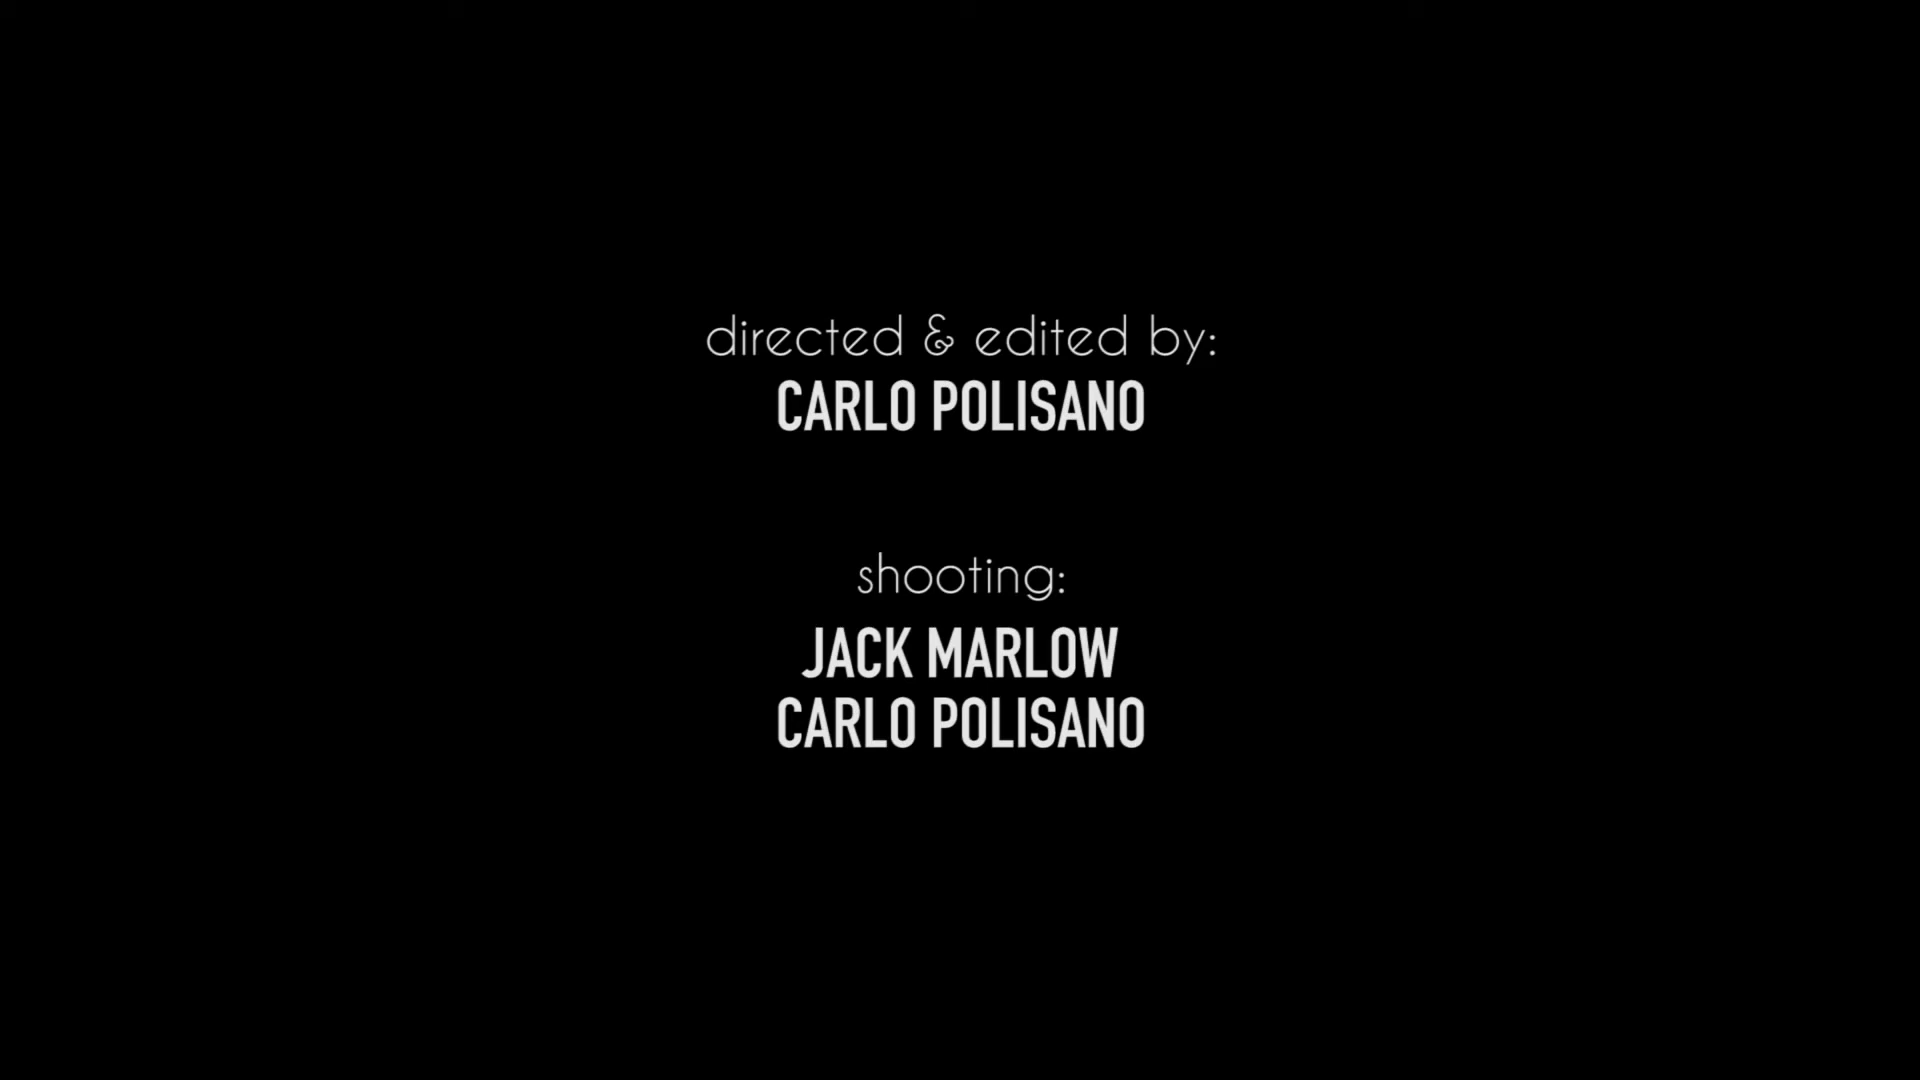 directed & edited by:
CARLO POLISANO
shooting:
JACK MARLOW
CARLO POLISANO